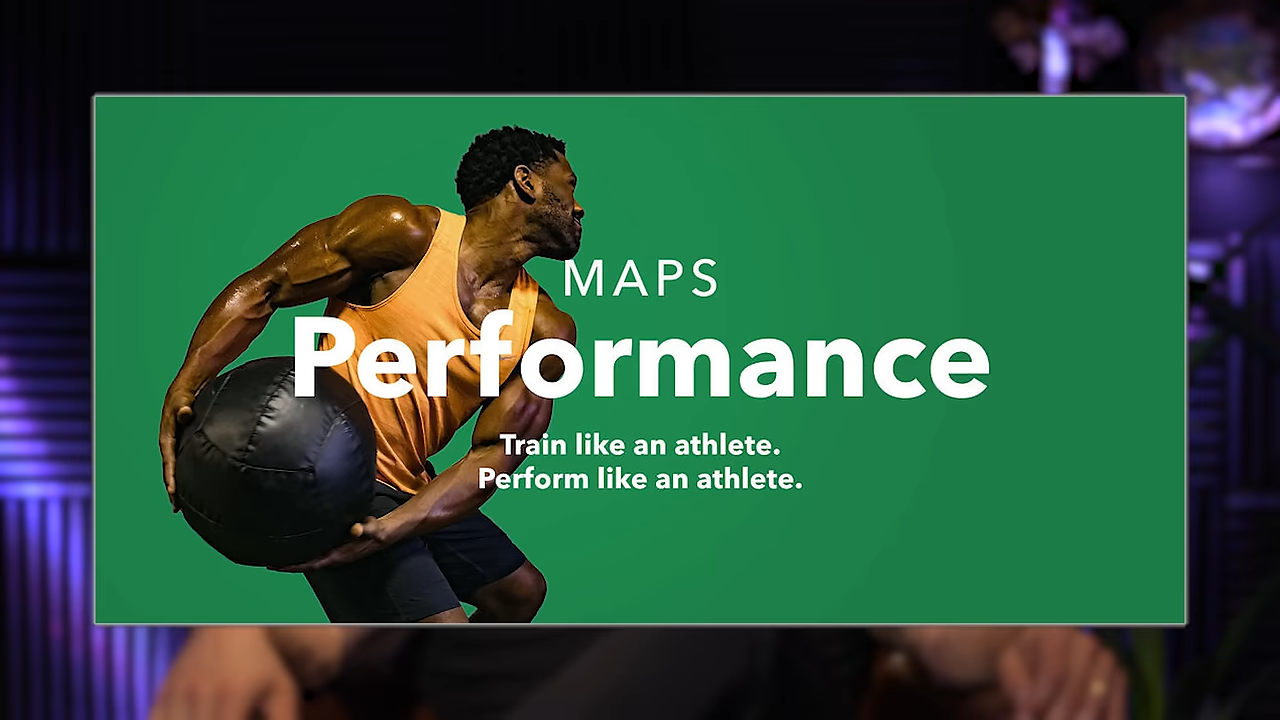 MAPS
Performance
Train like an athlete.
Perform like an athlete.